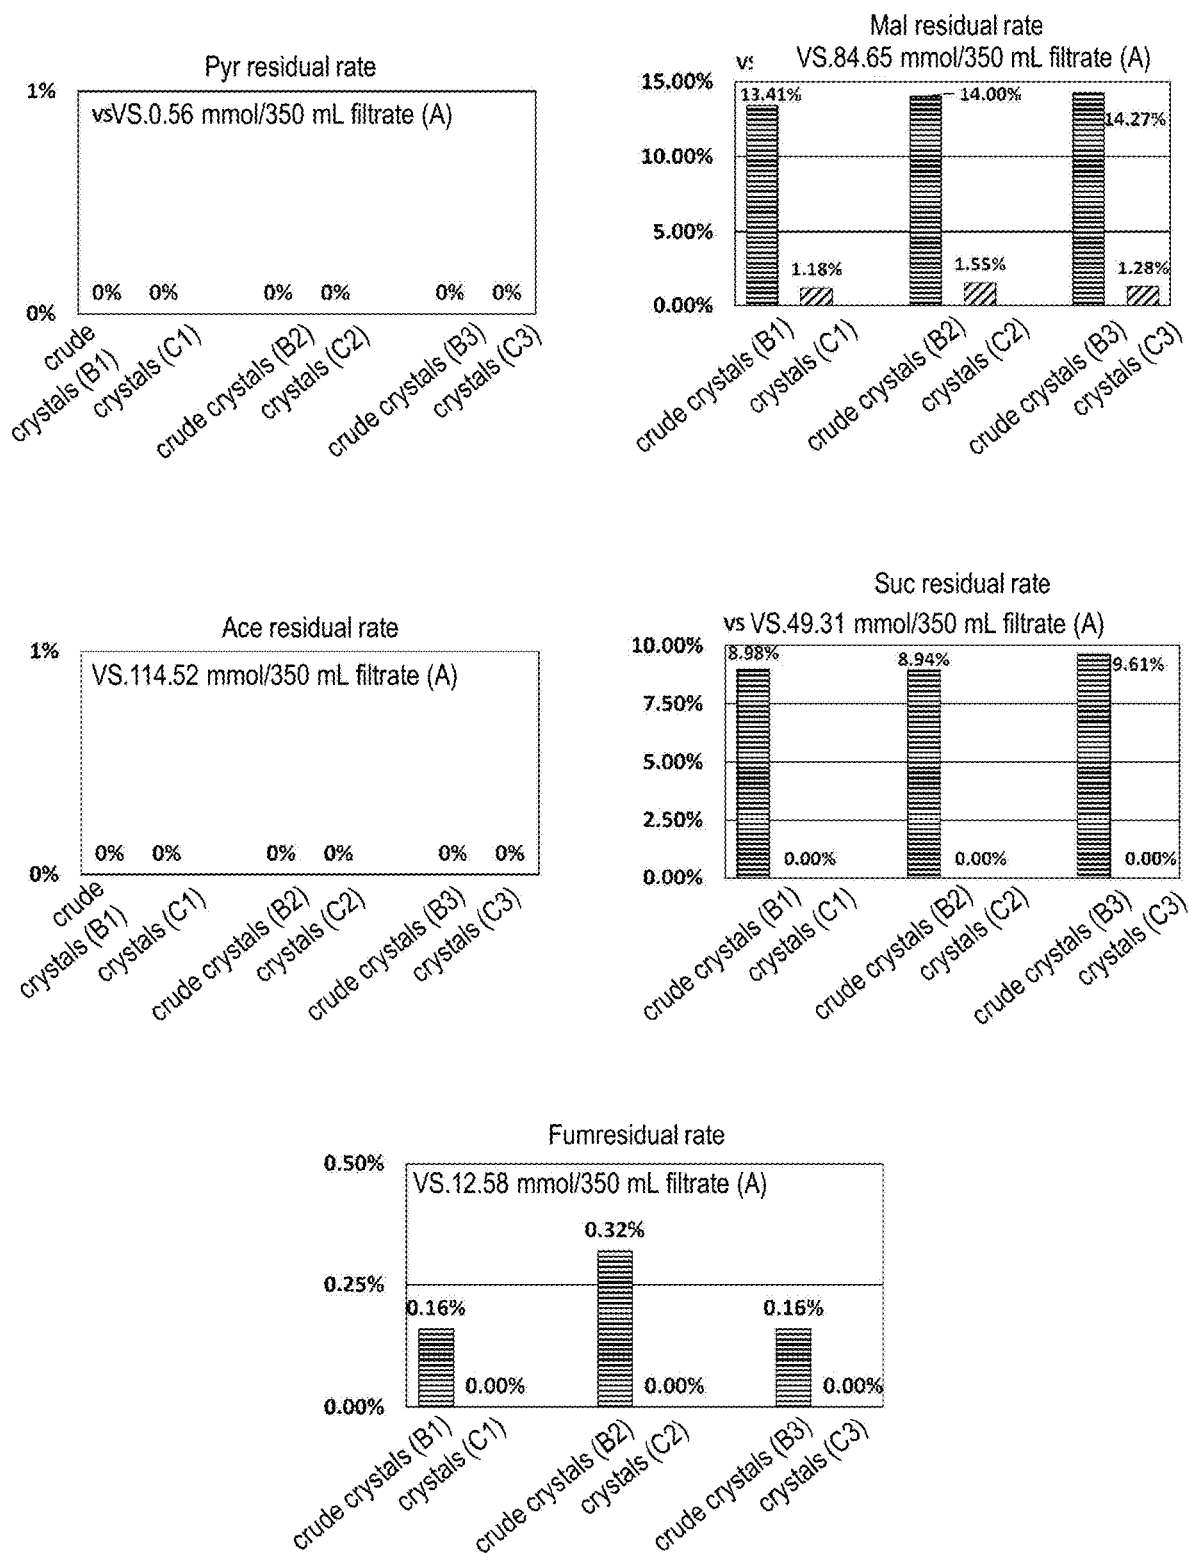 Pyr residual rate
1%
vsVS.0.56 mmol/350 mL filtrate (A)
0% 0% 0% 0% 0% 0%
0%
crude
crystals (B1)
crystals (C1)
crude crystals (B2)
crystals (C2)
crude crystals (B3)
crystals (C3)
Mal residual rate
vs VS.84.65 mmol/350 mL filtrate (A)
15.00%
13.41% 14.00%
14.27%
10.00%
5.00%
1.18% 1.55% 1.28%
0.00%
crude crystals (B1)
crystals (C1)
crude crystals (B2)
crystals (C2)
crude crystals (B3)
crystals (C3)
Ace residual rate
1%
VS.114.52 mmol/350 mL filtrate (A)
0% 0% 0% 0% 0% 0%
0%
crude
crystals (B1)
crystals (C1)
crude crystals (B2)
crystals (C2)
crude crystals (B3)
crystals (C3)
Suc residual rate
vs VS.49.31 mmol/350 mL filtrate (A)
10.00%
8.98% 8.94% 9.61%
7.50%
5.00%
2.50%
0.00% 0.00% 0.00%
0.00%
crude crystals (B1)
crystals (C1)
crude crystals (B2)
crystals (C2)
crude crystals (B3)
crystals (C3)
Fumresidual rate
0.50%
VS.12.58 mmol/350 mL filtrate (A)
0.32%
0.25%
0.16% 0.16%
0.00% 0.00% 0.00%
0.00%
crude crystals (B1)
crystals (C1)
crude crystals (B2)
crystals (C2)
crude crystals (B3)
crystals (C3)